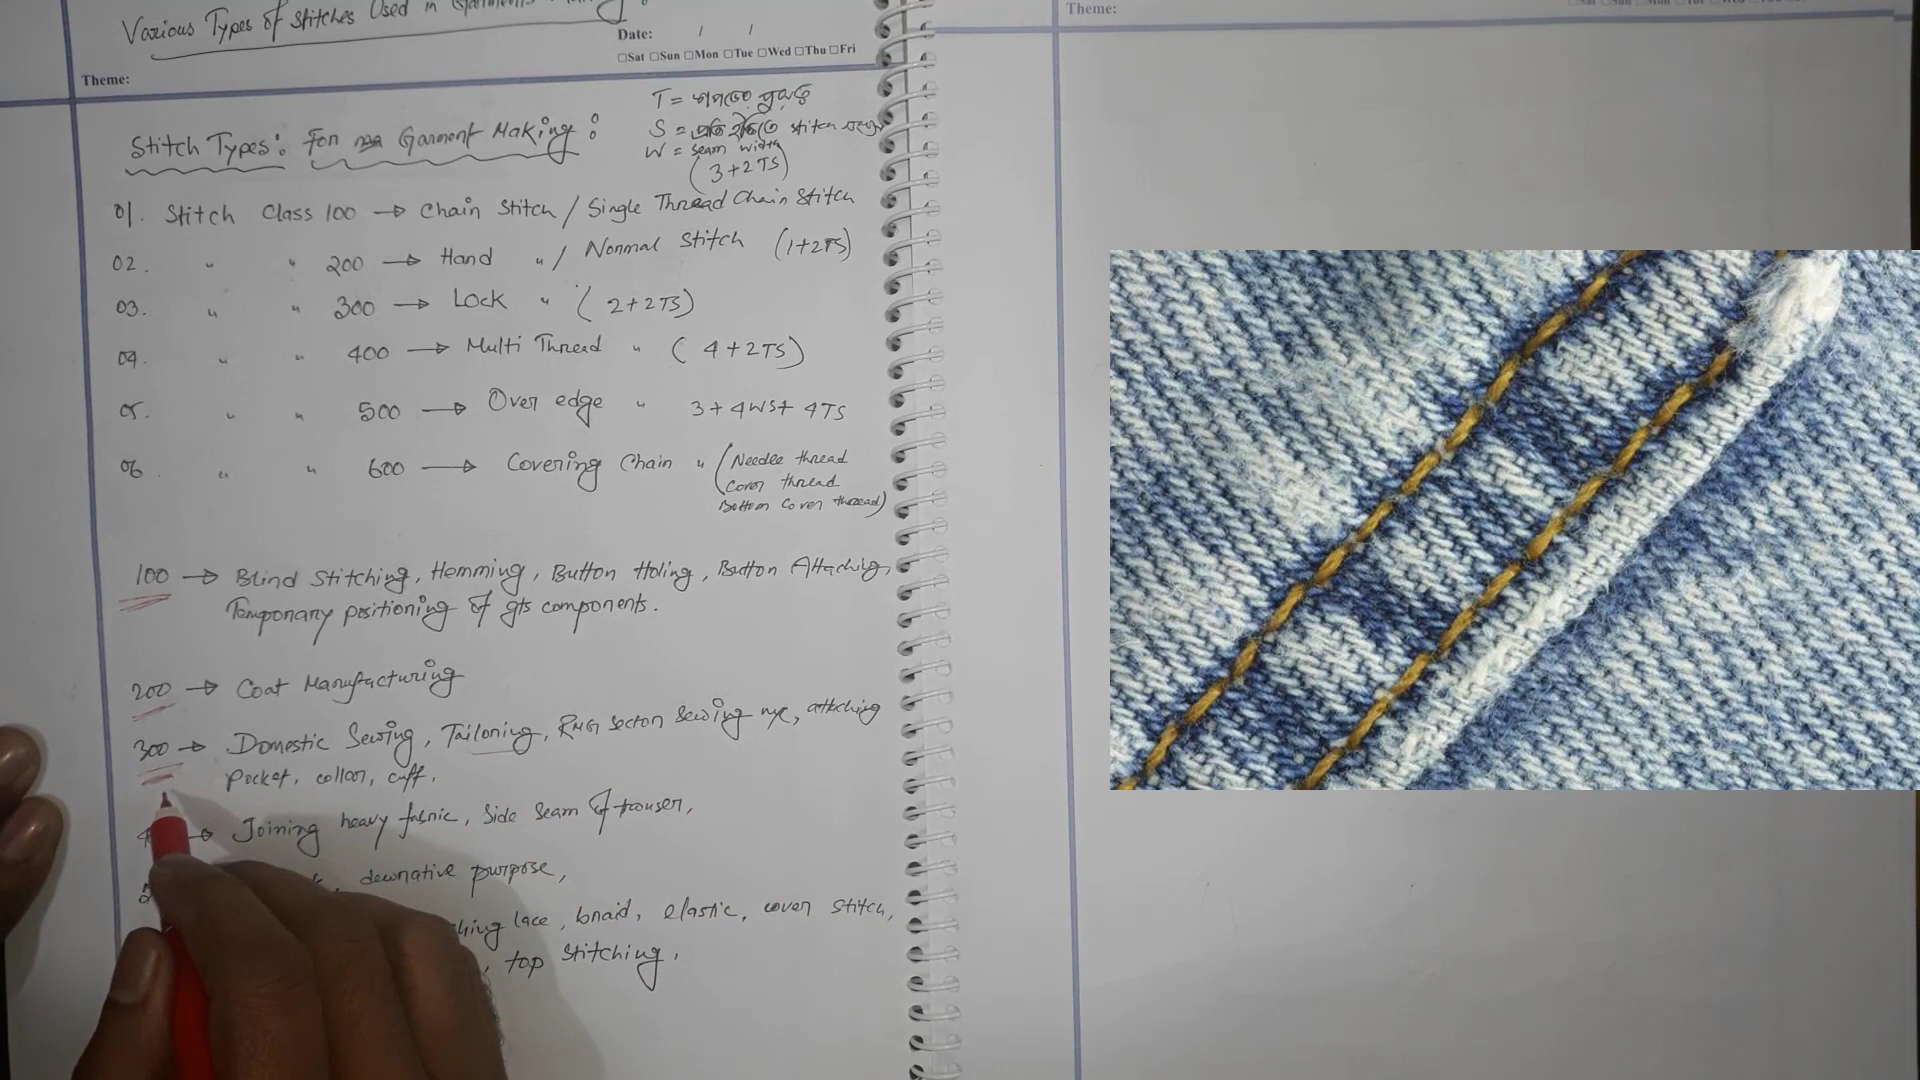 Various Types of Stitches Used in Garments
Date: / /
Sat Sun Mon Tue Wed Thu Fri
Theme:
Theme:
T = কাপড়ের পুরুত্ব
S = প্রতি ইঞ্চিতে stitch
W = Seam width
(3+2TS)
Stitch Types: For Garment Making:
01. Stitch Class 100 → Chain Stitch / Single Thread Chain Stitch
02. " " 200 → Hand " / Normal Stitch (1+2TS)
03. " " 300 → Lock " (2+2TS)
04. " " 400 → Multi Thread " (4+2TS)
05. " " 500 → Over edge " 3+4WS+4TS
06. " " 600 → Covering Chain " (Needle thread
Cover thread
Bottom Cover thread)
100 → Blind Stitching, Hemming, Button Holing, Button Attaching,
Temporary positioning of gts components.
200 → Coat Manufacturing
300 → Domestic Sewing, Tailoring, RMG Sector Sewing m/c, attaching
Pocket, collar, cuff.
→ Joining heavy fabric, Side Seam of trouser,
decorative purpose,
lace, braid, elastic, cover stitch,
, top stitching,